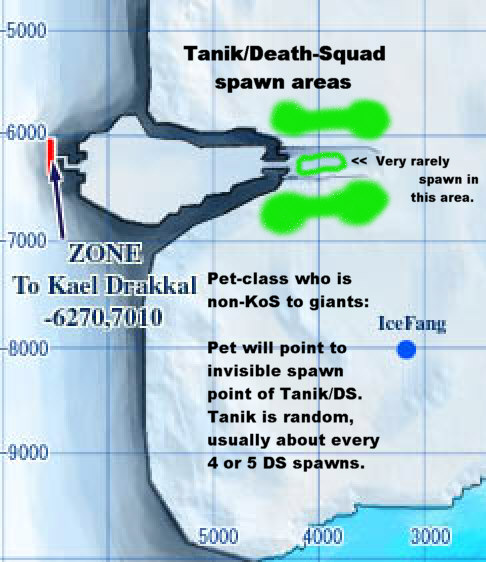 -5000
Tanik/Death-Squad
spawn areas
-6000
<< Very rarely
spawn in
this area.
-7000
ZONE
To Kael Drakkal
-6270,7010
Pet-class who is
non-KoS to giants:
IceFang
-8000
Pet will point to
invisible spawn
point of Tanik/DS.
Tanik is random,
usually about every
4 or 5 DS spawns.
-9000
5000 4000 3000